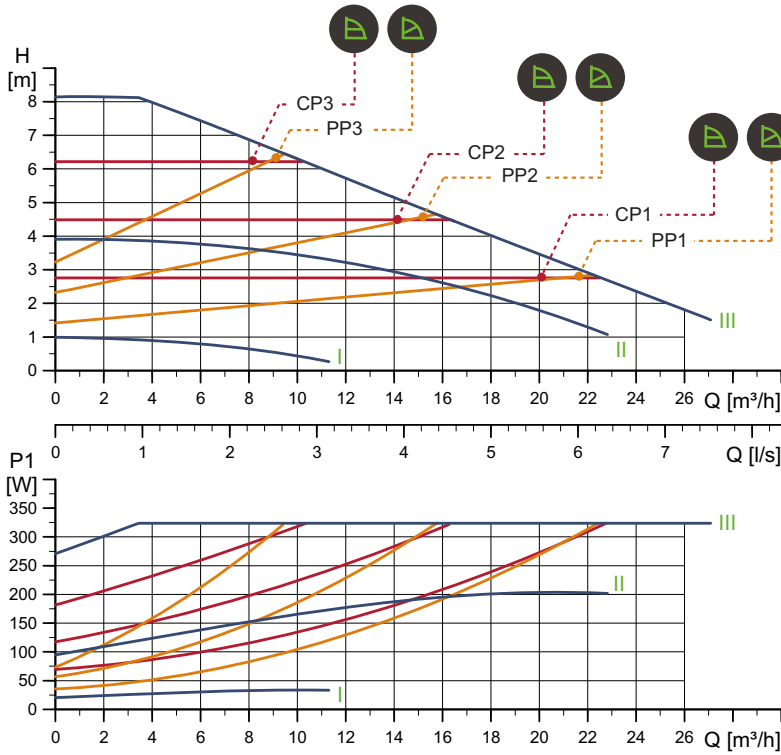 H
[m]
CP3
PP3
CP2
PP2
CP1
PP1
8
7
6
5
4
3
2
1
0
I
II
III
0 2 4 6 8 10 12 14 16 18 20 22 24 26
Q [m³/h]
0 1 2 3 4 5 6 7
Q [l/s]
P1
[W]
350
300
250
200
150
100
50
0
III
II
I
0 2 4 6 8 10 12 14 16 18 20 22 24 26
Q [m³/h]